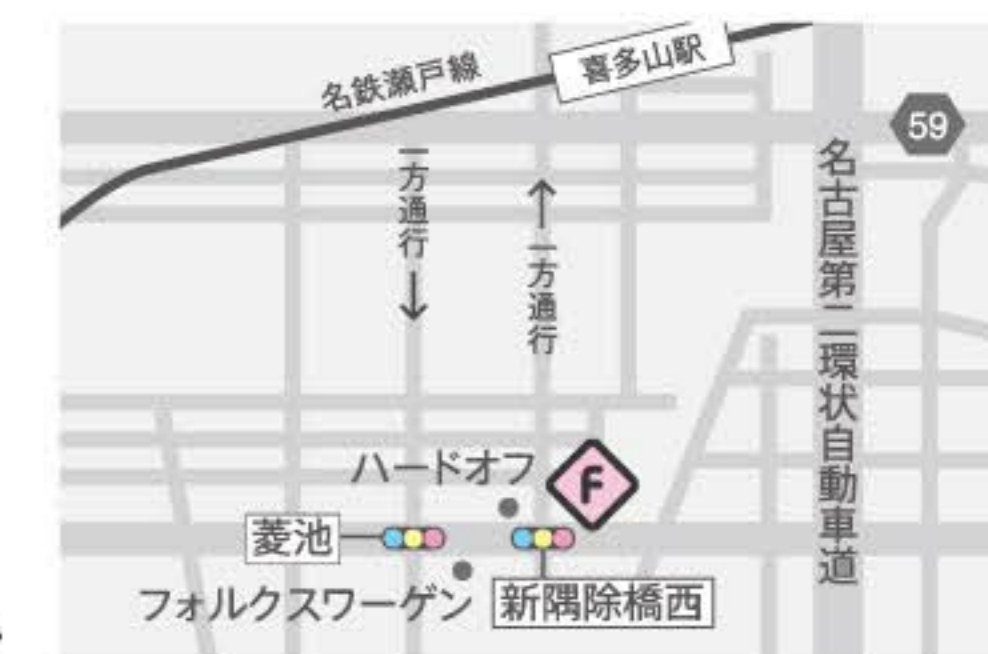 名鉄瀬戸線
喜多山駅
59
一方通行
一方通行
名古屋第二環状自動車道
ハードオフ
F
菱池
フォルクスワーゲン
新隅除橋西